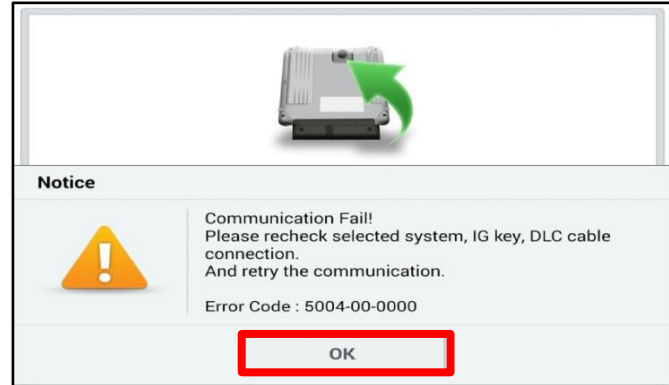 Notice
Communication Fail!
Please recheck selected system, IG key, DLC cable
connection.
And retry the communication.
Error Code : 5004-00-0000
OK